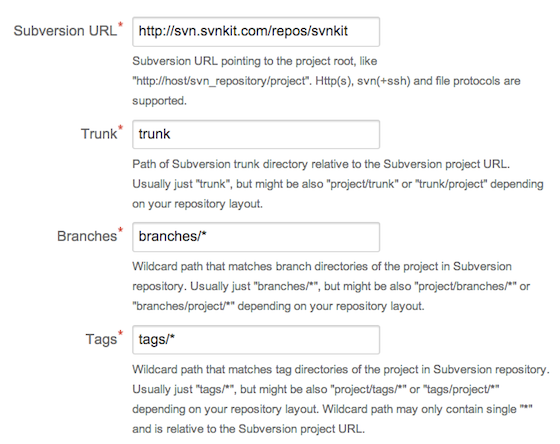 Subversion URL* http://svn.svnkit.com/repos/svnkit
Subversion URL pointing to the project root, like
"http://host/svn_repository/project". Http(s), svn(+ssh) and file protocols are
supported.
Trunk* trunk
Path of Subversion trunk directory relative to the Subversion project URL.
Usually just "trunk", but might be also "project/trunk" or "trunk/project" depending
on your repository layout.
Branches* branches/*
Wildcard path that matches branch directories of the project in Subversion
repository. Usually just "branches/*", but might be also "project/branches/*" or
"branches/project/*" depending on your repository layout.
Tags* tags/*
Wildcard path that matches tag directories of the project in Subversion repository.
Usually just "tags/*", but might be also "project/tags/*" or "tags/project/*"
depending on your repository layout. Wildcard path may only contain single "*"
and is relative to the Subversion project URL.